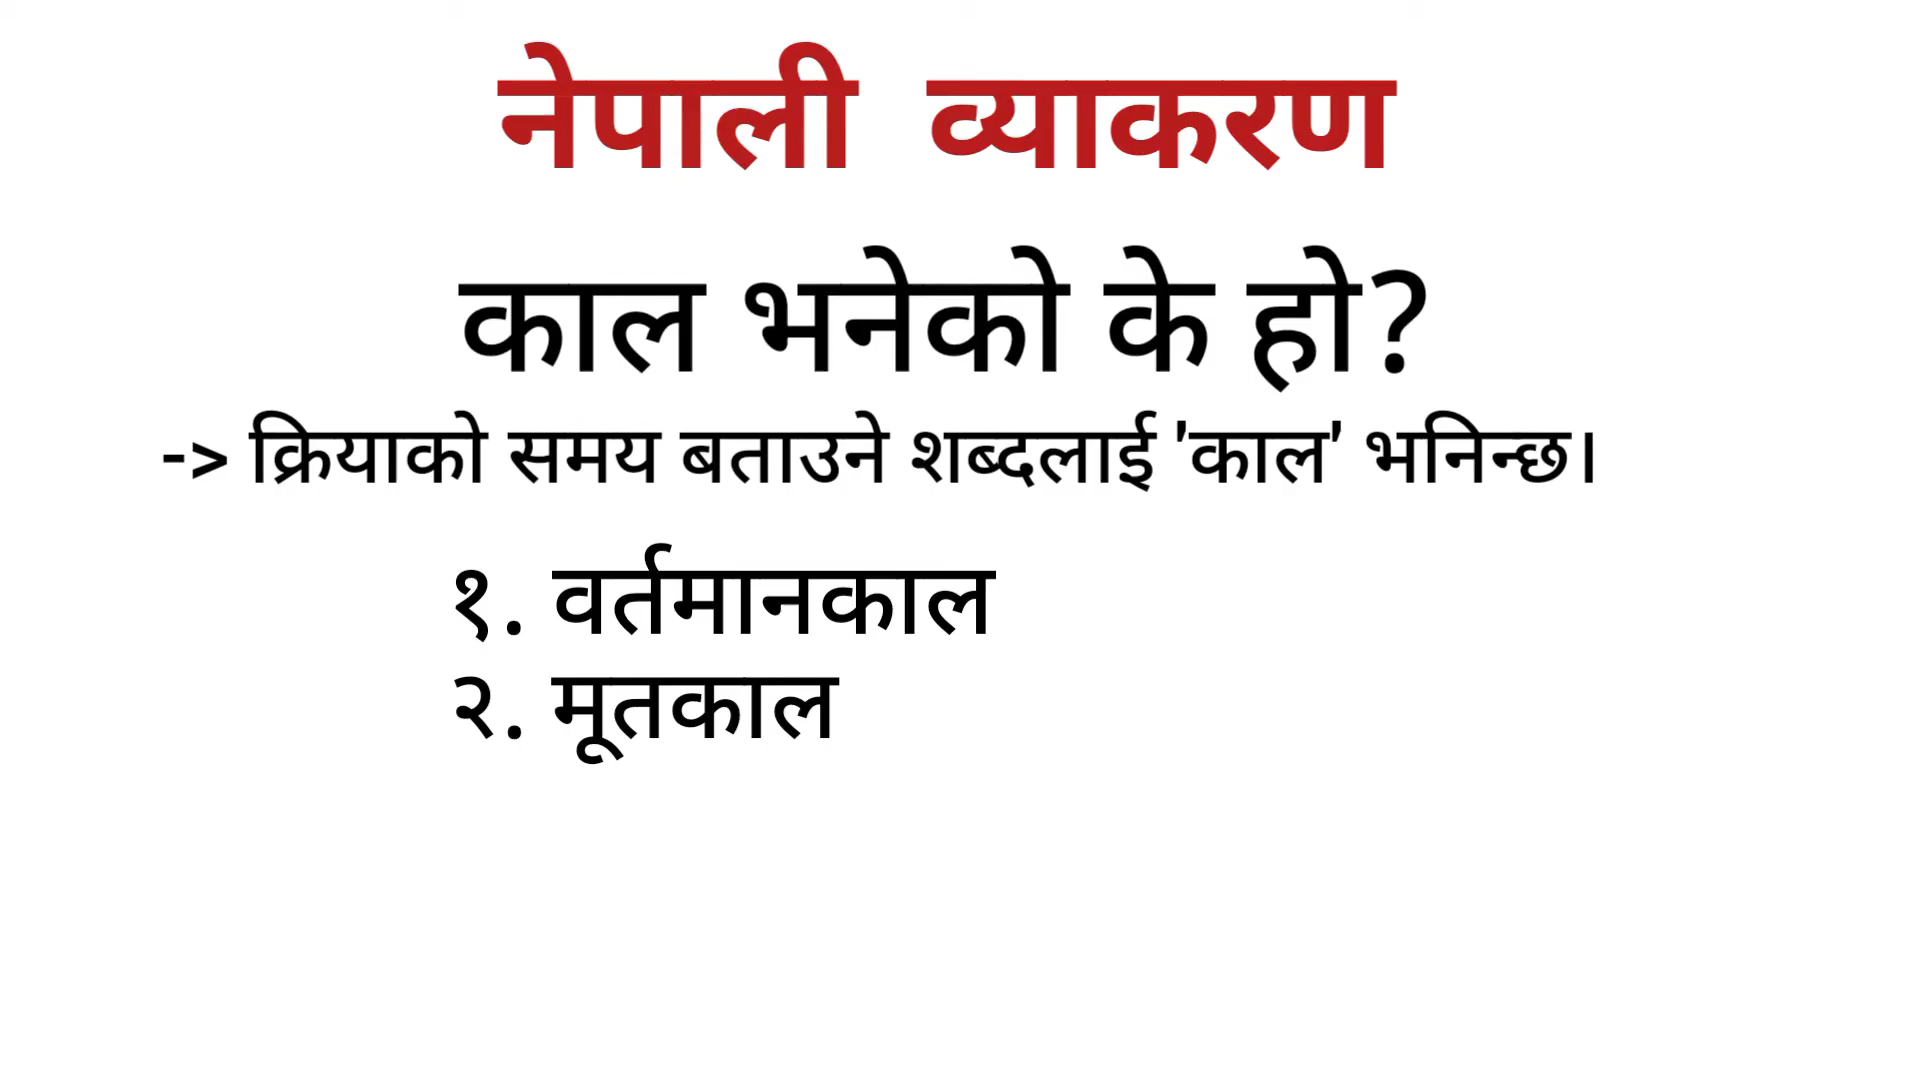 नेपाली व्याकरण
काल भनेको के हो?
-> क्रियाको समय बताउने शब्दलाई 'काल' भनिन्छ।
१. वर्तमानकाल
२. मूतकाल